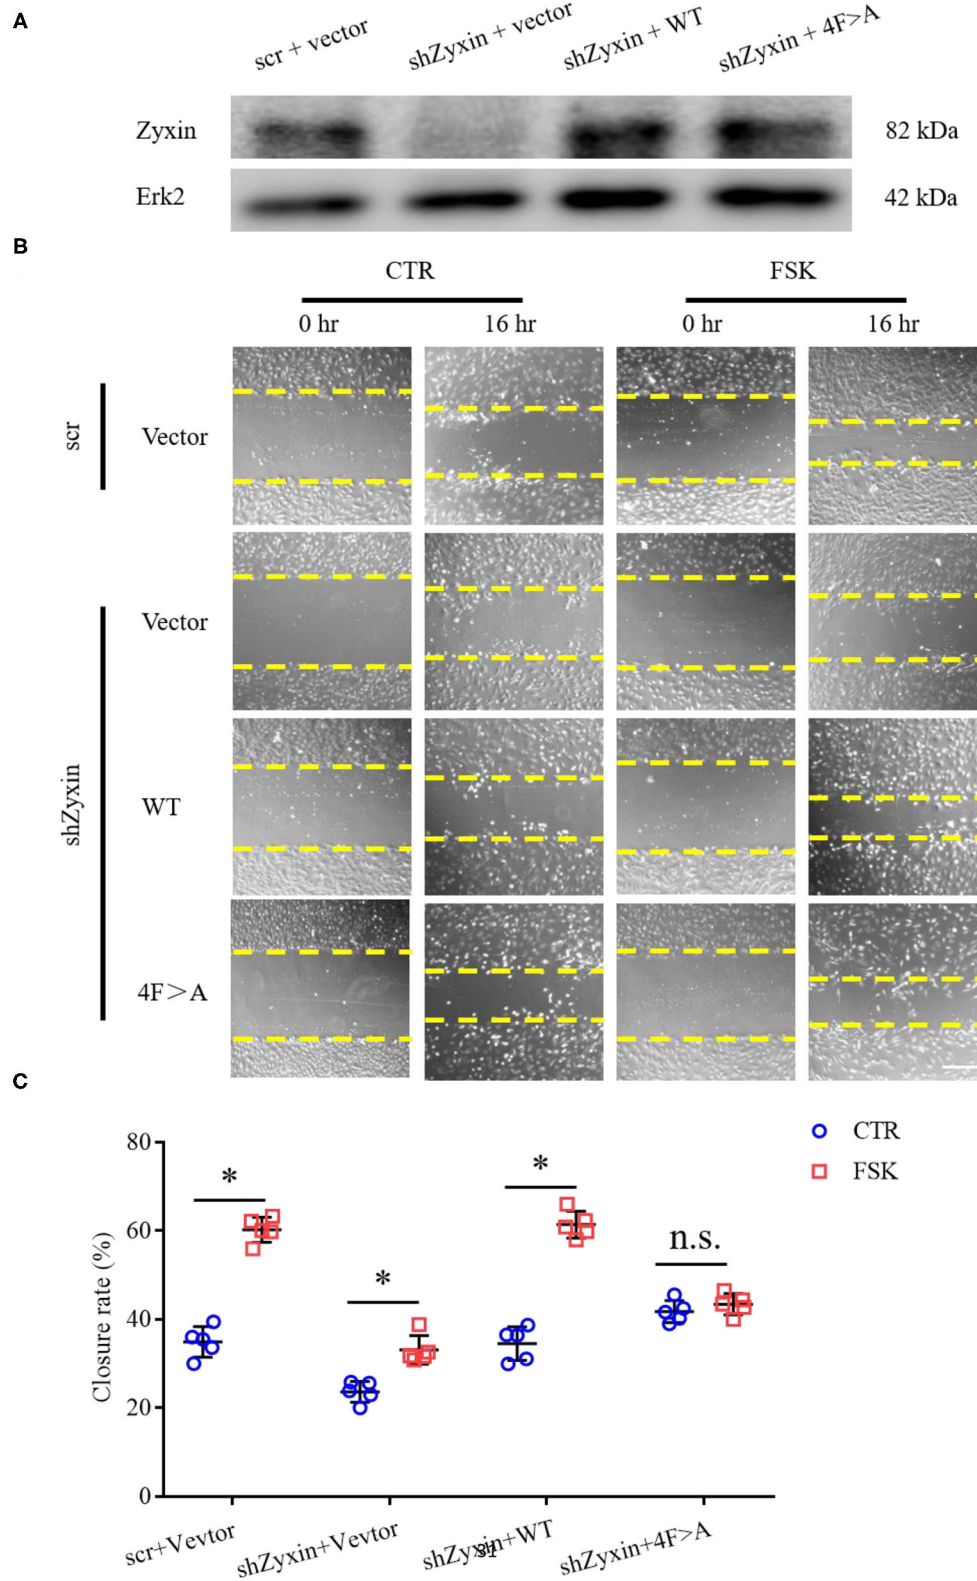 A
scr + vector
shZyxin + vector
shZyxin + WT
shZyxin + 4F>A
Zyxin
82 kDa
Erk2
42 kDa
B
CTR
FSK
0 hr
16 hr
0 hr
16 hr
scr
Vector
shZyxin
Vector
WT
4F>A
C
CTR
FSK
Closure rate (%)
80
60
40
20
0
*
*
*
n.s.
scr+Vevtor
shZyxin+Vevtor
shZyxin+WT
shZyxin+4F>A